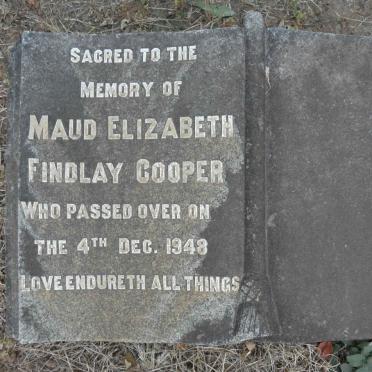 SACRED TO THE
MEMORY OF
MAUD ELIZABETH
FINDLAY COOPER
WHO PASSED OVER ON
THE 4TH DEC. 1948
LOVE ENDURETH ALL THINGS